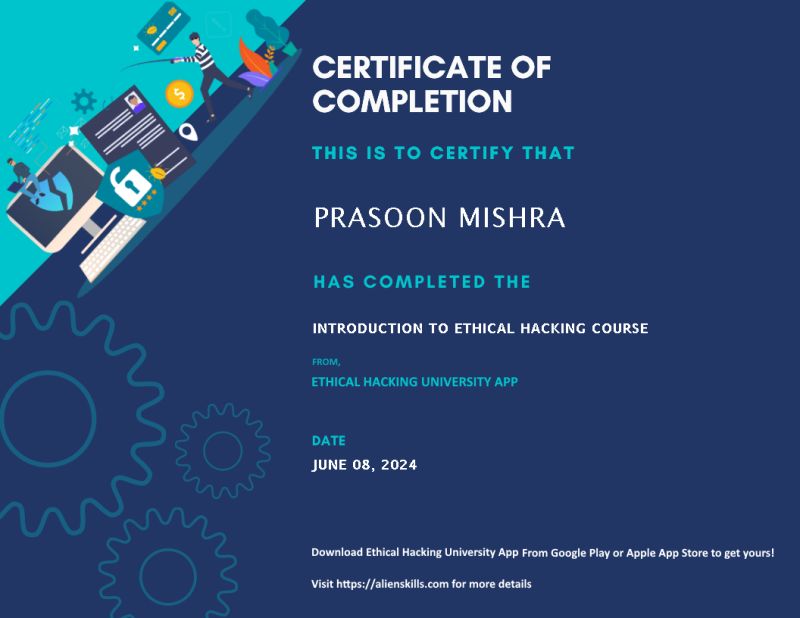 CERTIFICATE OF
COMPLETION
THIS IS TO CERTIFY THAT
PRASOON MISHRA
HAS COMPLETED THE
INTRODUCTION TO ETHICAL HACKING COURSE
FROM,
ETHICAL HACKING UNIVERSITY APP
DATE
JUNE 08, 2024
Download Ethical Hacking University App From Google Play or Apple App Store to get yours!
Visit https://alienskills.com for more details